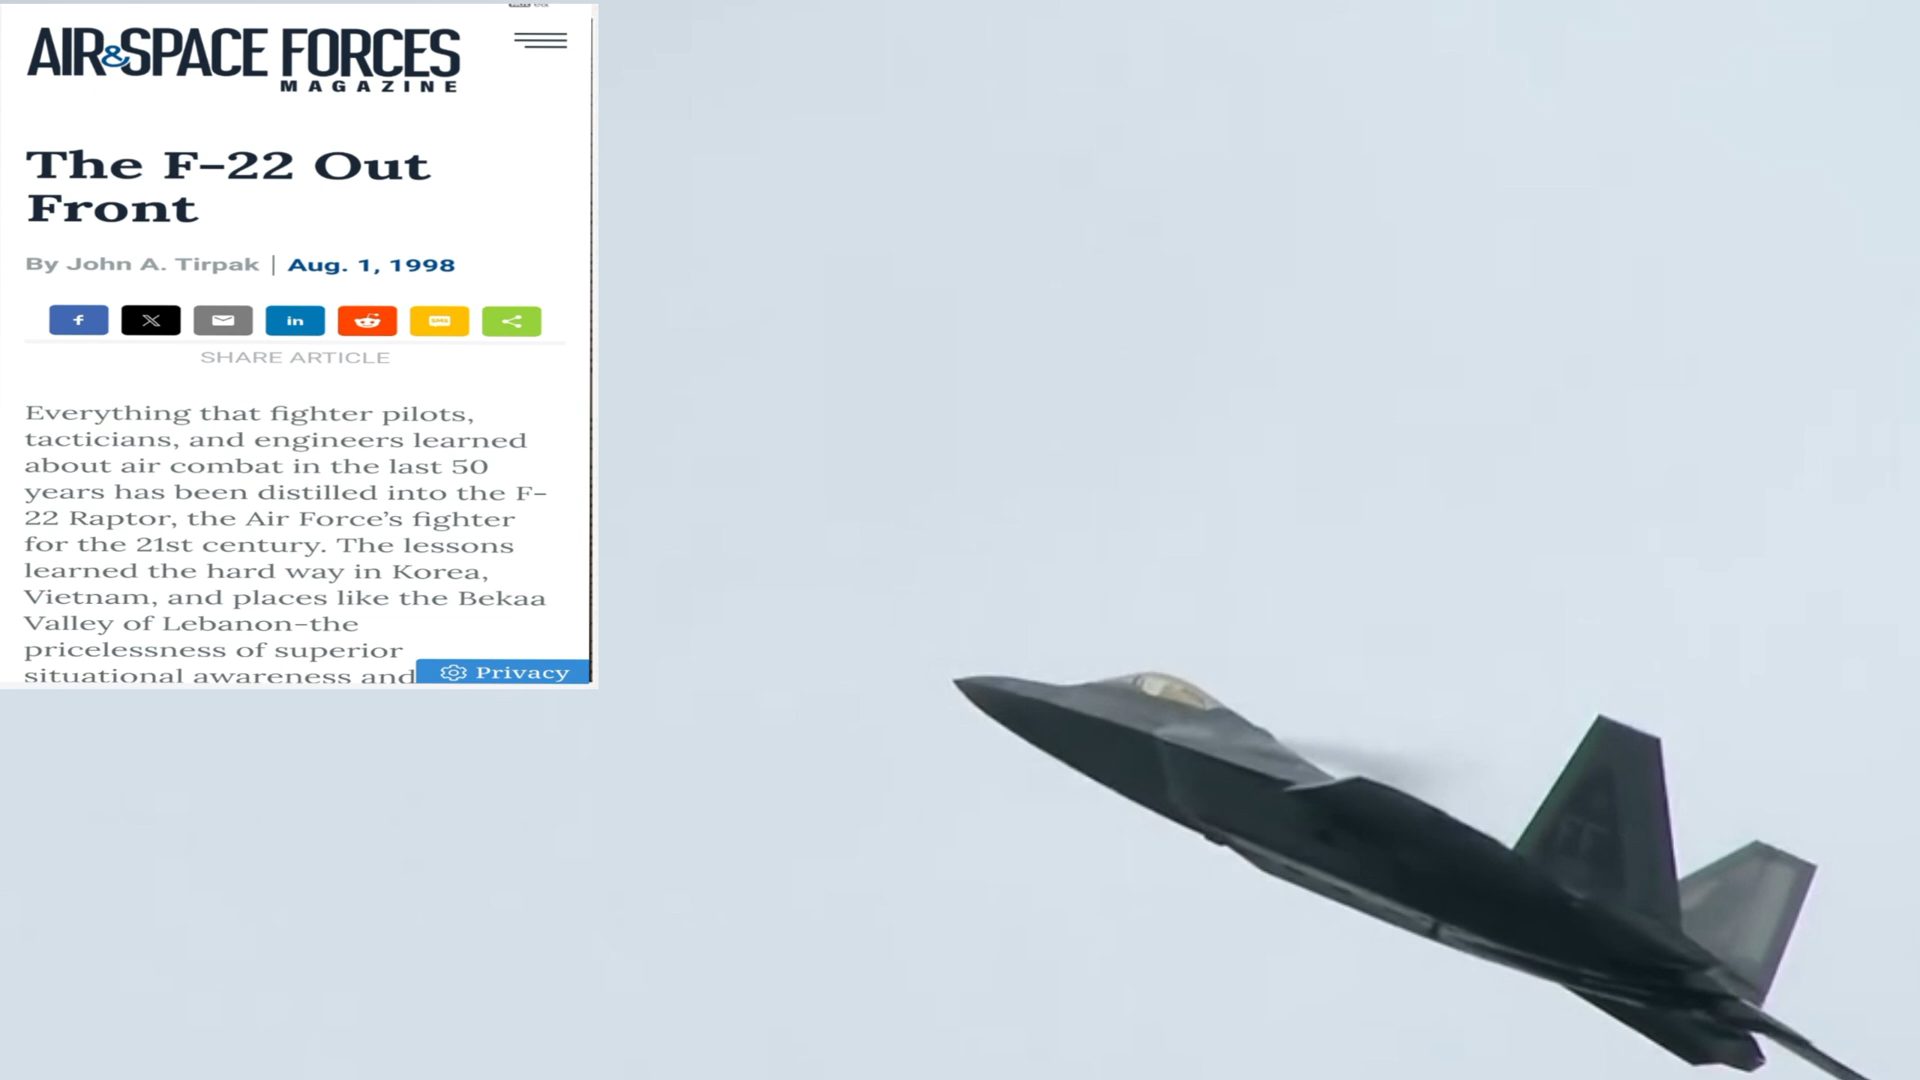 AIR&SPACE FORCES
MAGAZINE
The F-22 Out
Front
By John A. Tirpak | Aug. 1, 1998
f
in
SMS
SHARE ARTICLE
Everything that fighter pilots,
tacticians, and engineers learned
about air combat in the last 50
years has been distilled into the F-
22 Raptor, the Air Force’s fighter
for the 21st century. The lessons
learned the hard way in Korea,
Vietnam, and places like the Bekaa
Valley of Lebanon-the
pricelessness of superior
situational awareness and
Privacy
FF